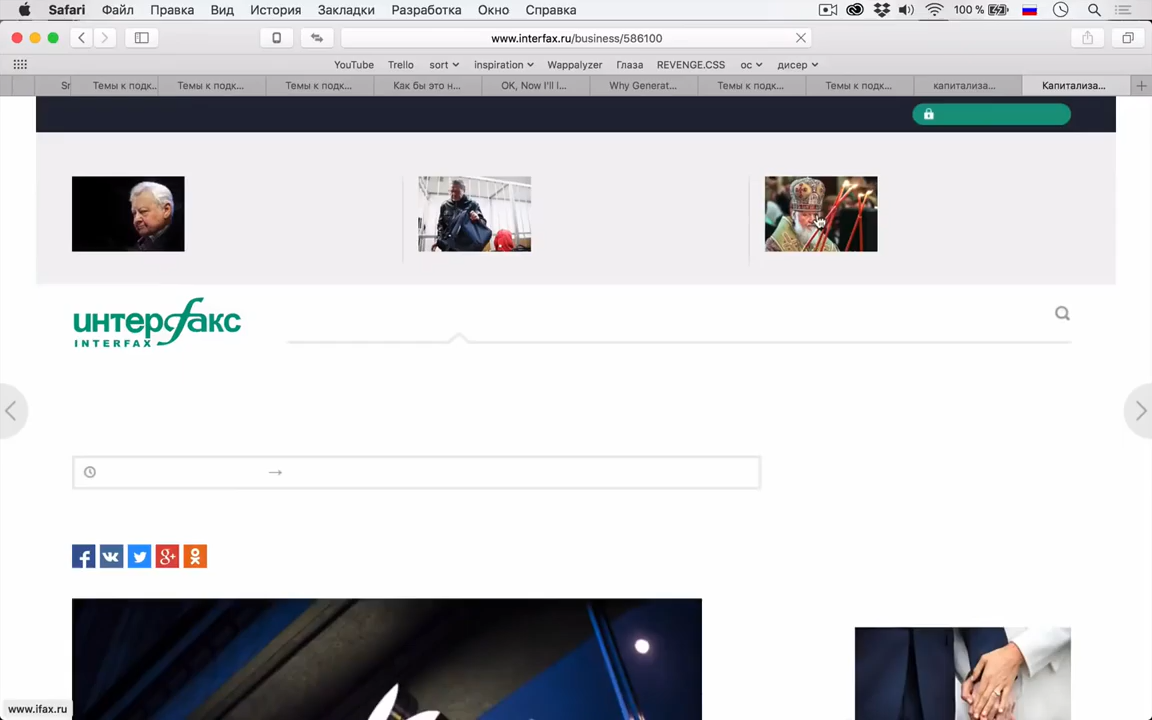 Safari Файл Правка Вид История Закладки Разработка Окно Справка 100 %
www.interfax.ru/business/586100
YouTube Trello sort inspiration Wappalyzer Глаза REVENGE.CSS ос дисер
Sr Темы к подк.. Темы к подк... Темы к подк... Как бы это н... OK, Now I'll I... Why Generat... Темы к подк... Темы к подк... капитализа... Капитализа...
интерфакс
INTERFAX
www.ifax.ru